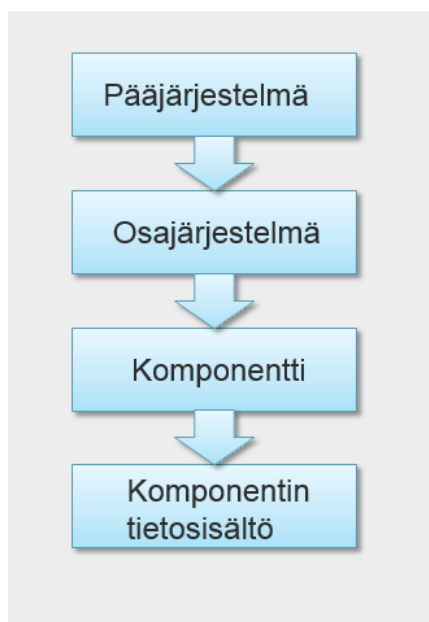 Pääjärjestelmä
Osajärjestelmä
Komponentti
Komponentin
tietosisältö